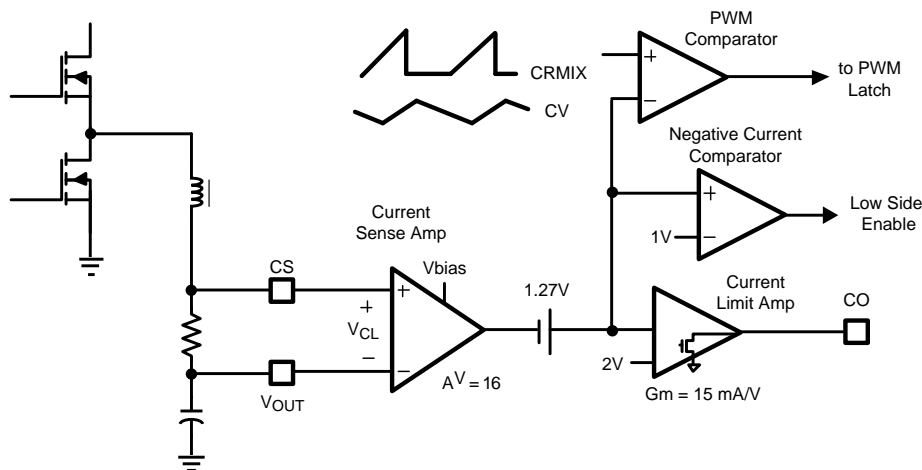 PWM
Comparator
+
−
to PWM
Latch
CRMIX
CV
Negative Current
Comparator
+
1V
−
Low Side
Enable
Current
Sense Amp
Vbias
CS
+
+
VCL
−
−
AV = 16
VOUT
1.27V
Current
Limit Amp
2V
Gm = 15 mA/V
CO